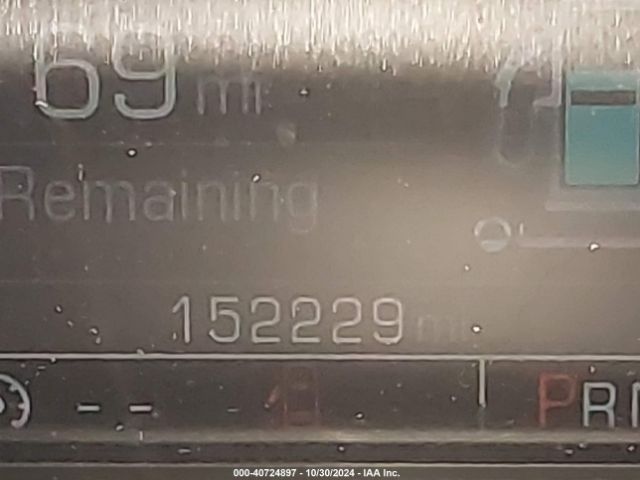 69 mi
Remaining
152229 mi
-- PRN
000-40724897 - 10/30/2024 - IAA Inc.